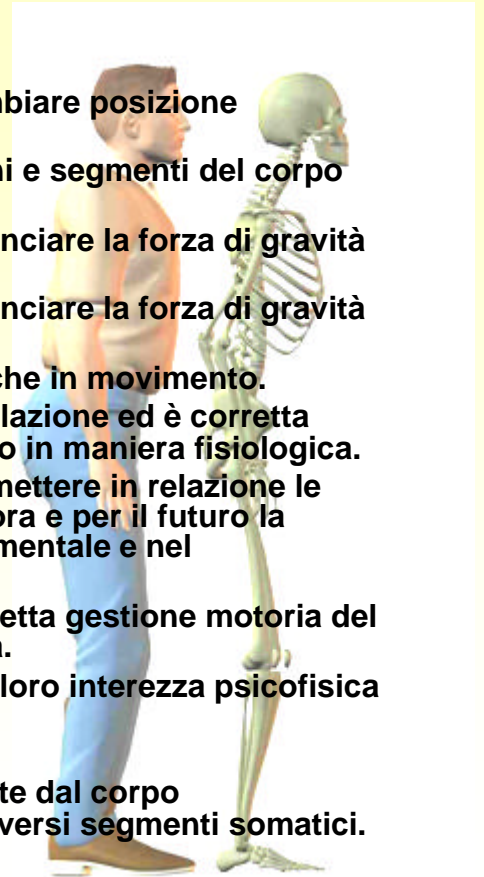 nbiare posizione
ni e segmenti del corpo
nciare la forza di gravità
nciare la forza di gravità
che in movimento.
lazione ed è corretta
o in maniera fisiologica.
mettere in relazione le
ora e per il futuro la
mentale e nel
etta gestione motoria del
a.
loro interezza psicofisica
te dal corpo
versi segmenti somatici.